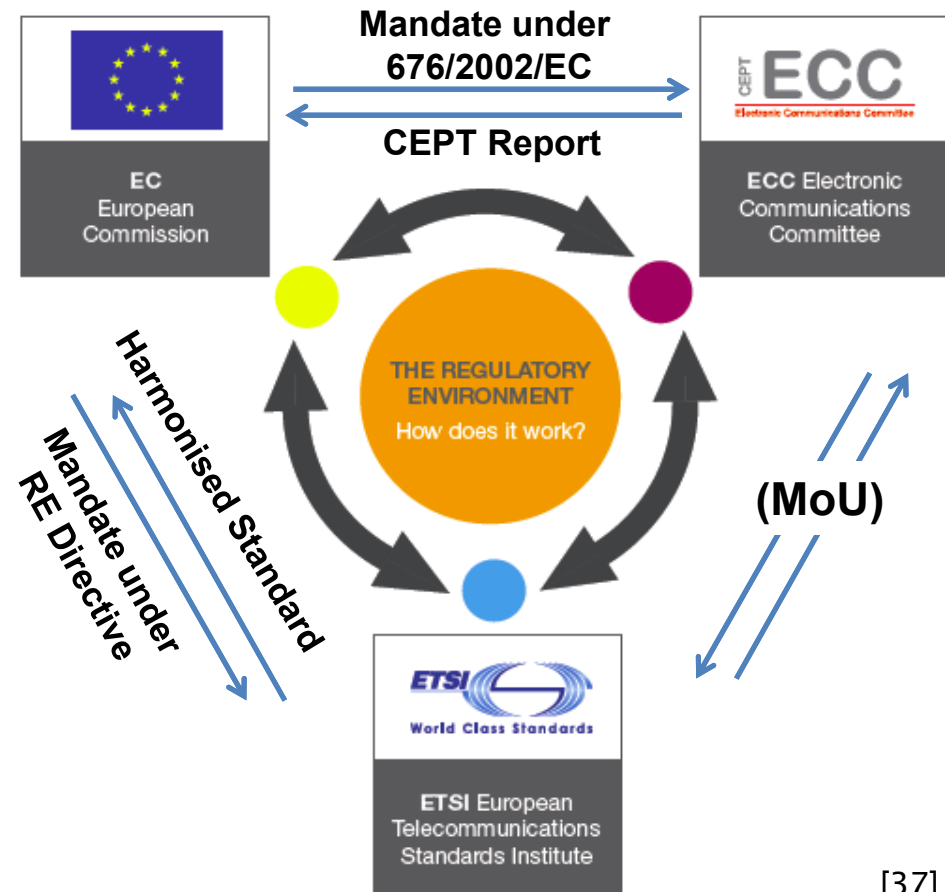 Mandate under
676/2002/EC
CEPT Report
EC
European
Commission
CEPT
ECC
Electronic Communications Committee
ECC Electronic
Communications
Committee
THE REGULATORY
ENVIRONMENT
How does it work?
Harmonised Standard
Mandate under
RE Directive
(MoU)
ETSI
World Class Standards
ETSI European
Telecommunications
Standards Institute
[37]